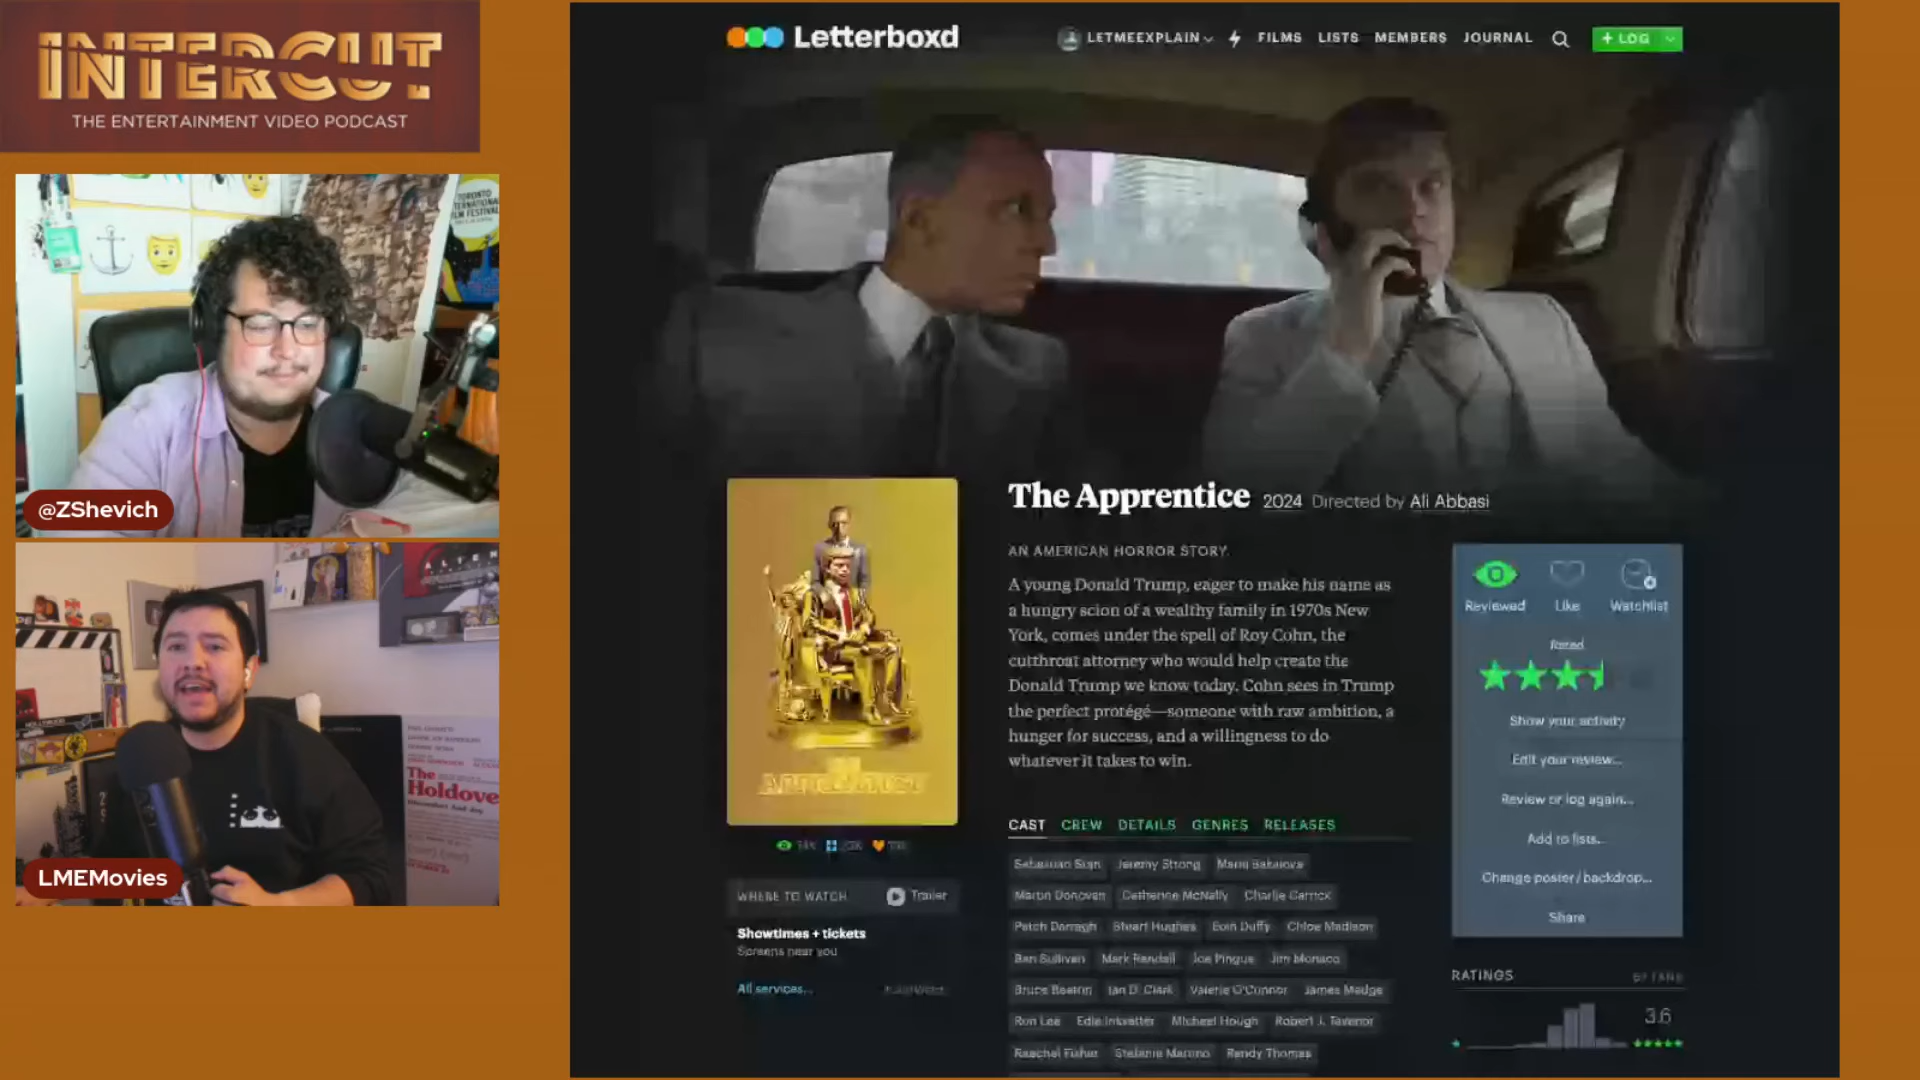 INTERCUT
THE ENTERTAINMENT VIDEO PODCAST
TORONTO
@ZShevich
The
Holdove
LMEMovies
Letterboxd
LETMEEXPLAIN
FILMS
LISTS
MEMBERS
JOURNAL
+ LOG
The Apprentice 2024 Directed by Ali Abbasi
AN AMERICAN HORROR STORY.
A young Donald Trump, eager to make his name as
a hungry scion of a wealthy family in 1970s New
York, comes under the spell of Roy Cohn, the
cutthroat attorney who would help create the
Donald Trump we know today. Cohn sees in Trump
the perfect protégé—someone with raw ambition, a
hunger for success, and a willingness to do
whatever it takes to win.
Reviewed Like Watchlist
Rated
Show your activity
Edit your review...
Review or log again...
Add to lists...
Change poster/backdrop...
Share
WHERE TO WATCH Trailer
Showtimes + tickets
Screens near you
All services...
CAST CREW DETAILS GENRES RELEASES
Sebastian Stan Jeremy Strong Maria Bakalova
Martin Donovan Catherine McNally Charlie Carrick
Patch Darragh Stuart Hughes Eoin Duffy Chloe Madison
Ben Sullivan Mark Rendall Joe Pingue Jim Monaco
Bruce Beaton Ian D. Clark Valerie O'Connor James Madge
Ron Lea Edie Inksetter Michael Hough Robert J. Tavenor
Raechel Fisher Stefanie Martino Randy Thomas
RATINGS
3.6